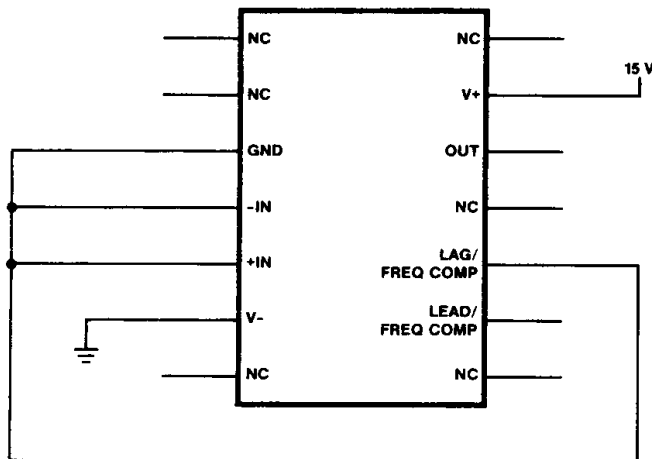 NC
NC
GND
-IN
+IN
V-
NC
NC
V+
15 V
OUT
NC
LAG/
FREQ COMP
LEAD/
FREQ COMP
NC